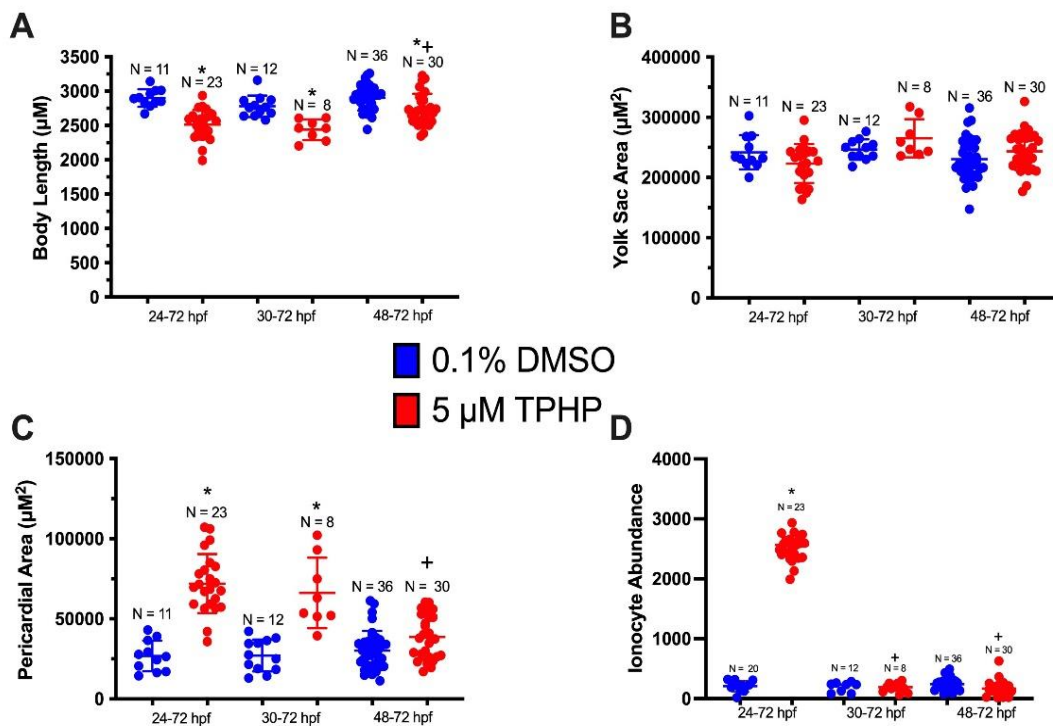 A
Body Length (µM)
3500
3000
2500
2000
1500
1000
500
0
N = 11
*
N = 23
N = 12
*
N = 8
N = 36
*+
N = 30
24-72 hpf
30-72 hpf
48-72 hpf
B
Yolk Sac Area (µM²)
400000
300000
200000
100000
0
N = 11
N = 23
N = 12
N = 8
N = 36
N = 30
24-72 hpf
30-72 hpf
48-72 hpf
0.1% DMSO
5 µM TPHP
C
Pericardial Area (µM²)
150000
100000
50000
0
N = 11
*
N = 23
N = 12
*
N = 8
N = 36
+
N = 30
24-72 hpf
30-72 hpf
48-72 hpf
D
Ionocyte Abundance
4000
3000
2000
1000
0
N = 20
*
N = 23
N = 12
+
N = 8
N = 36
+
N = 30
24-72 hpf
30-72 hpf
48-72 hpf